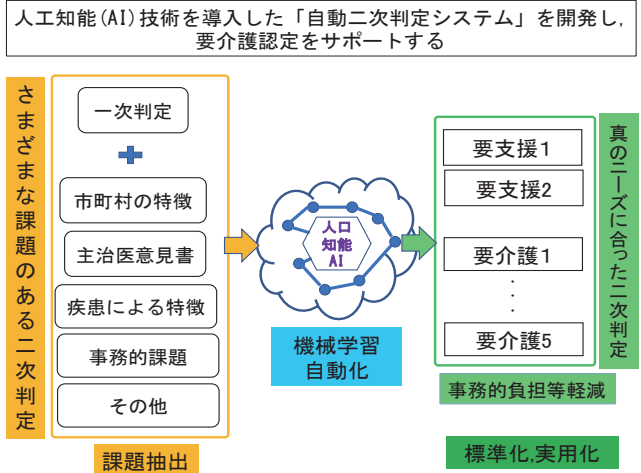 人工知能(AI)技術を導入した「自動二次判定システム」を開発し,
要介護認定をサポートする
さまざまな課題のある二次判定
一次判定
市町村の特徴
主治医意見書
疾患による特徴
事務的課題
その他
課題抽出
人口
知能
AI
機械学習
自動化
要支援1
要支援2
要介護1
・
・
・
要介護5
真のニーズに合った二次判定
事務的負担等軽減
標準化,実用化